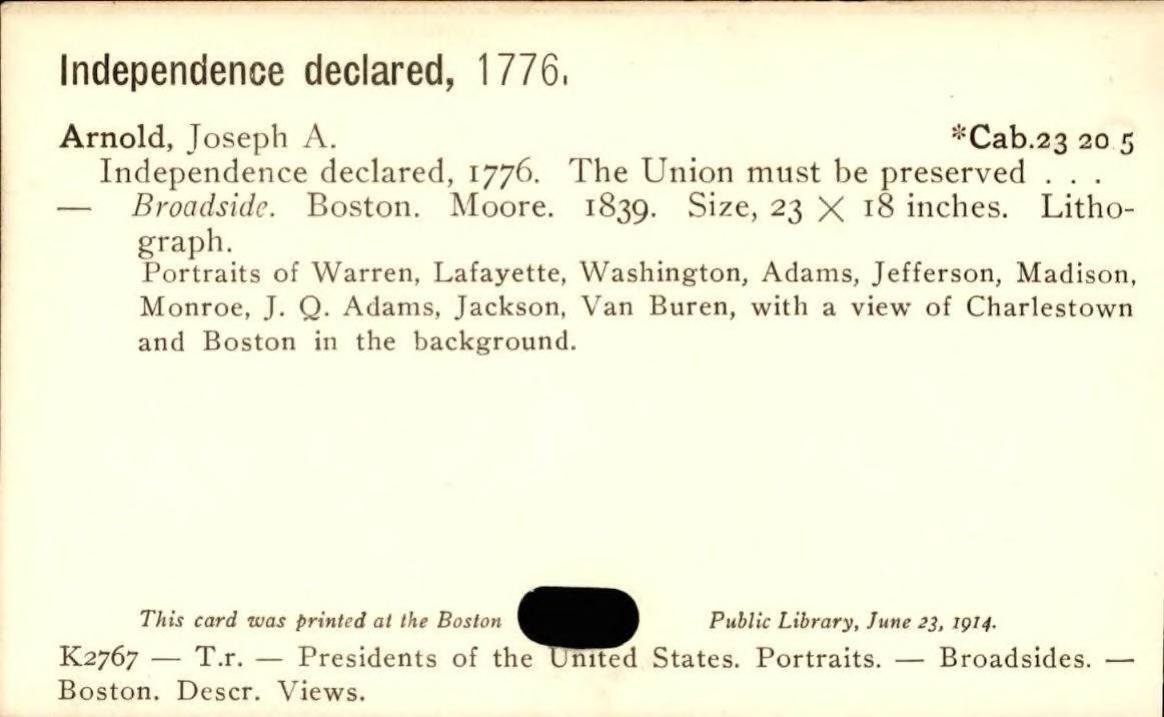 Independence declared, 1776.
Arnold, Joseph A. *Cab.23 20 5
Independence declared, 1776. The Union must be preserved . . .
— Broadside. Boston. Moore. 1839. Size, 23 × 18 inches. Litho-
graph.
Portraits of Warren, Lafayette, Washington, Adams, Jefferson, Madison,
Monroe, J. Q. Adams, Jackson, Van Buren, with a view of Charlestown
and Boston in the background.
This card was printed at the Boston Public Library, June 23, 1914.
K2767 — T.r. — Presidents of the United States. Portraits. — Broadsides. —
Boston. Descr. Views.